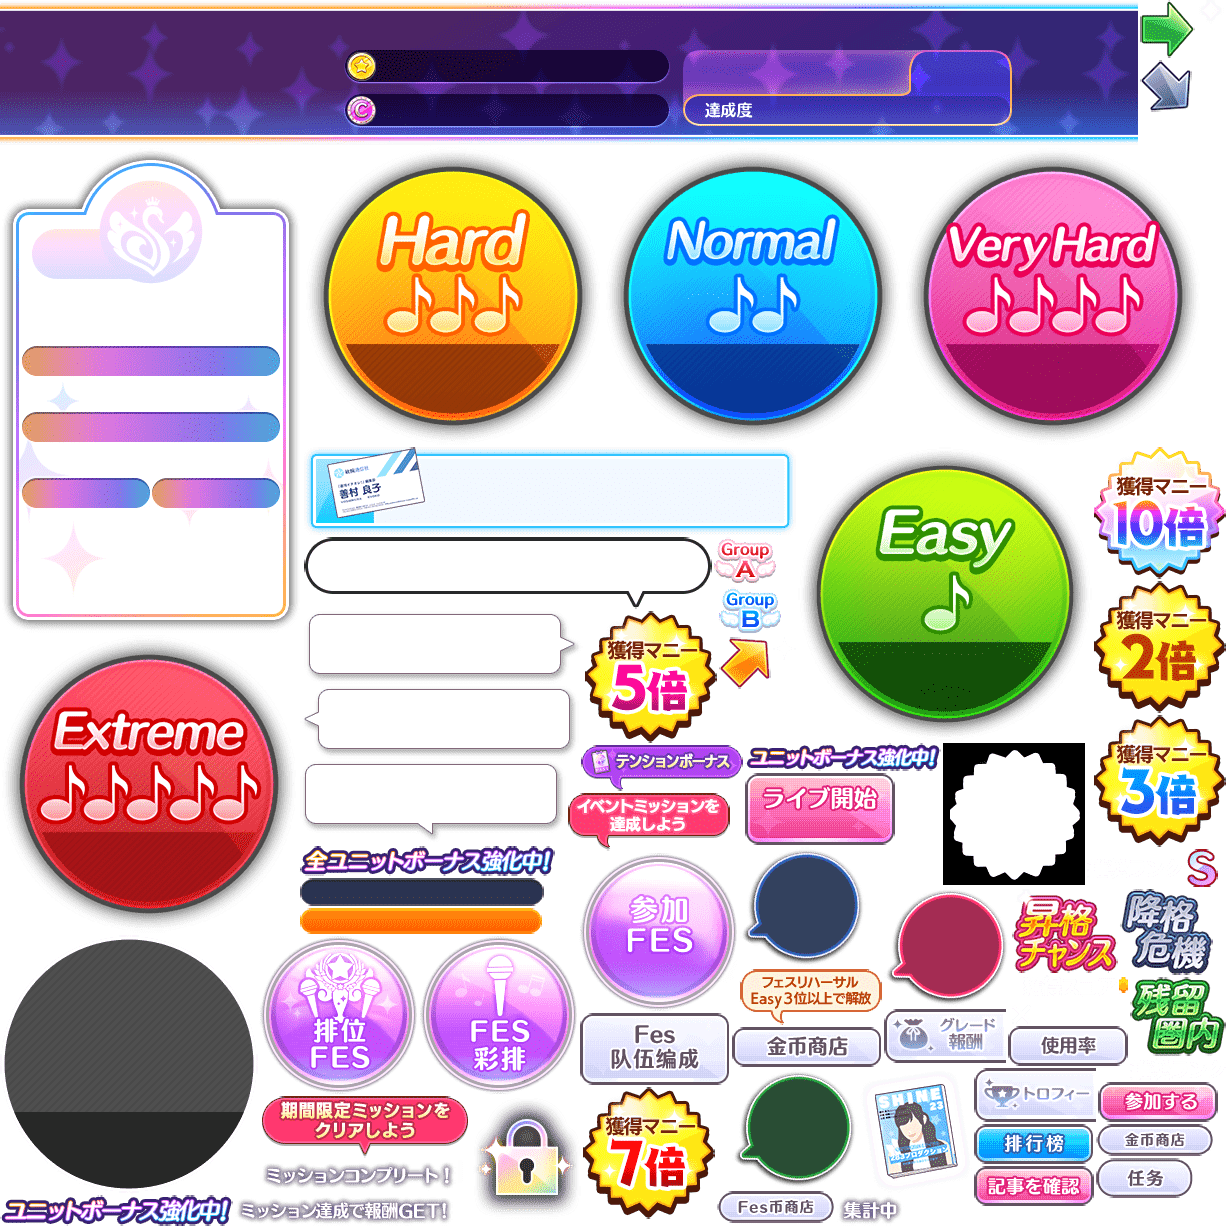 達成度
Hard
Normal
Very Hard
善村 良子
Group
A
Group
B
Easy
獲得マニー
10倍
獲得マニー
2倍
獲得マニー
5倍
獲得マニー
3倍
Extreme
テンションボーナス
ユニットボーナス強化中!
イベントミッションを
達成しよう
ライブ開始
全ユニットボーナス強化中!
S
参加
FES
昇格
チャンス
降格
危機
残留
圏内
排位
FES
FES
彩排
フェスリハーサル
Easy3位以上で解放
Fes
队伍编成
金币商店
グレード
報酬
使用率
期間限定ミッションを
クリアしよう
獲得マニー
7倍
SHINE
23
トロフィー
参加する
排行榜
金币商店
记事を確認
任务
ミッションコンプリート!
ユニットボーナス強化中!
ミッション達成で報酬GET!
Fes币商店
集計中